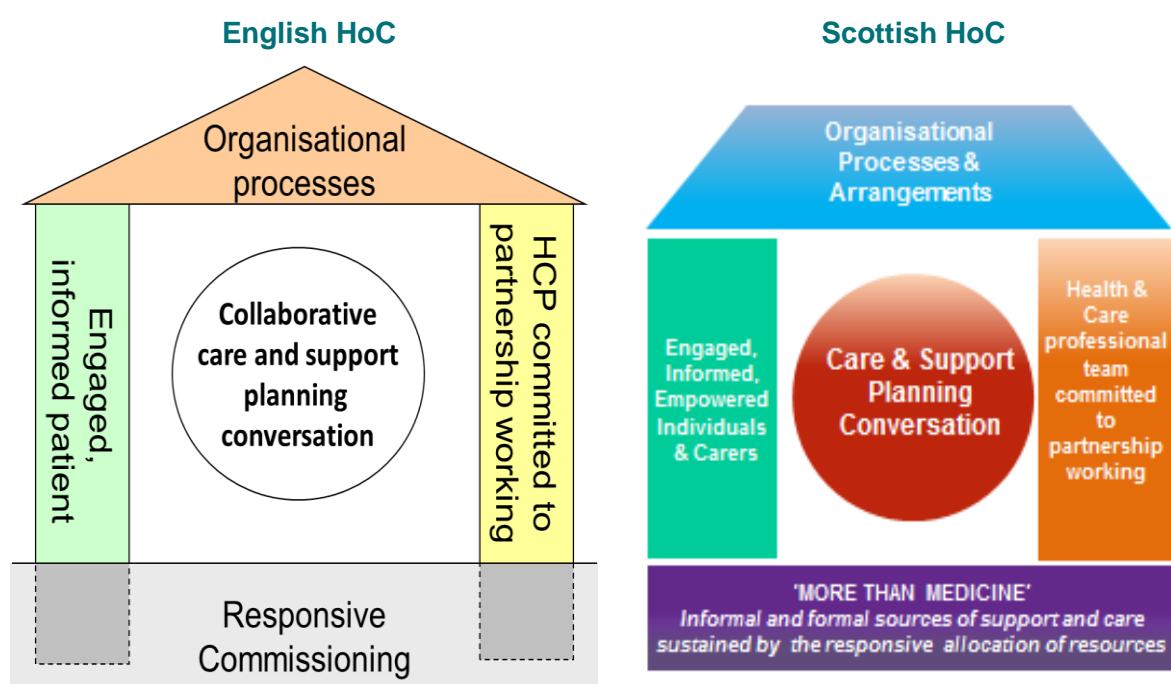 English HoC
Organisational
processes
Engaged,
informed patient
Collaborative
care and support
planning
conversation
HCP committed to
partnership working
Responsive
Commissioning
Scottish HoC
Organisational
Processes &
Arrangements
Engaged,
Informed,
Empowered
Individuals
& Carers
Care & Support
Planning
Conversation
Health &
Care
professional
team
committed
to
partnership
working
'MORE THAN MEDICINE'
Informal and formal sources of support and care
sustained by the responsive allocation of resources